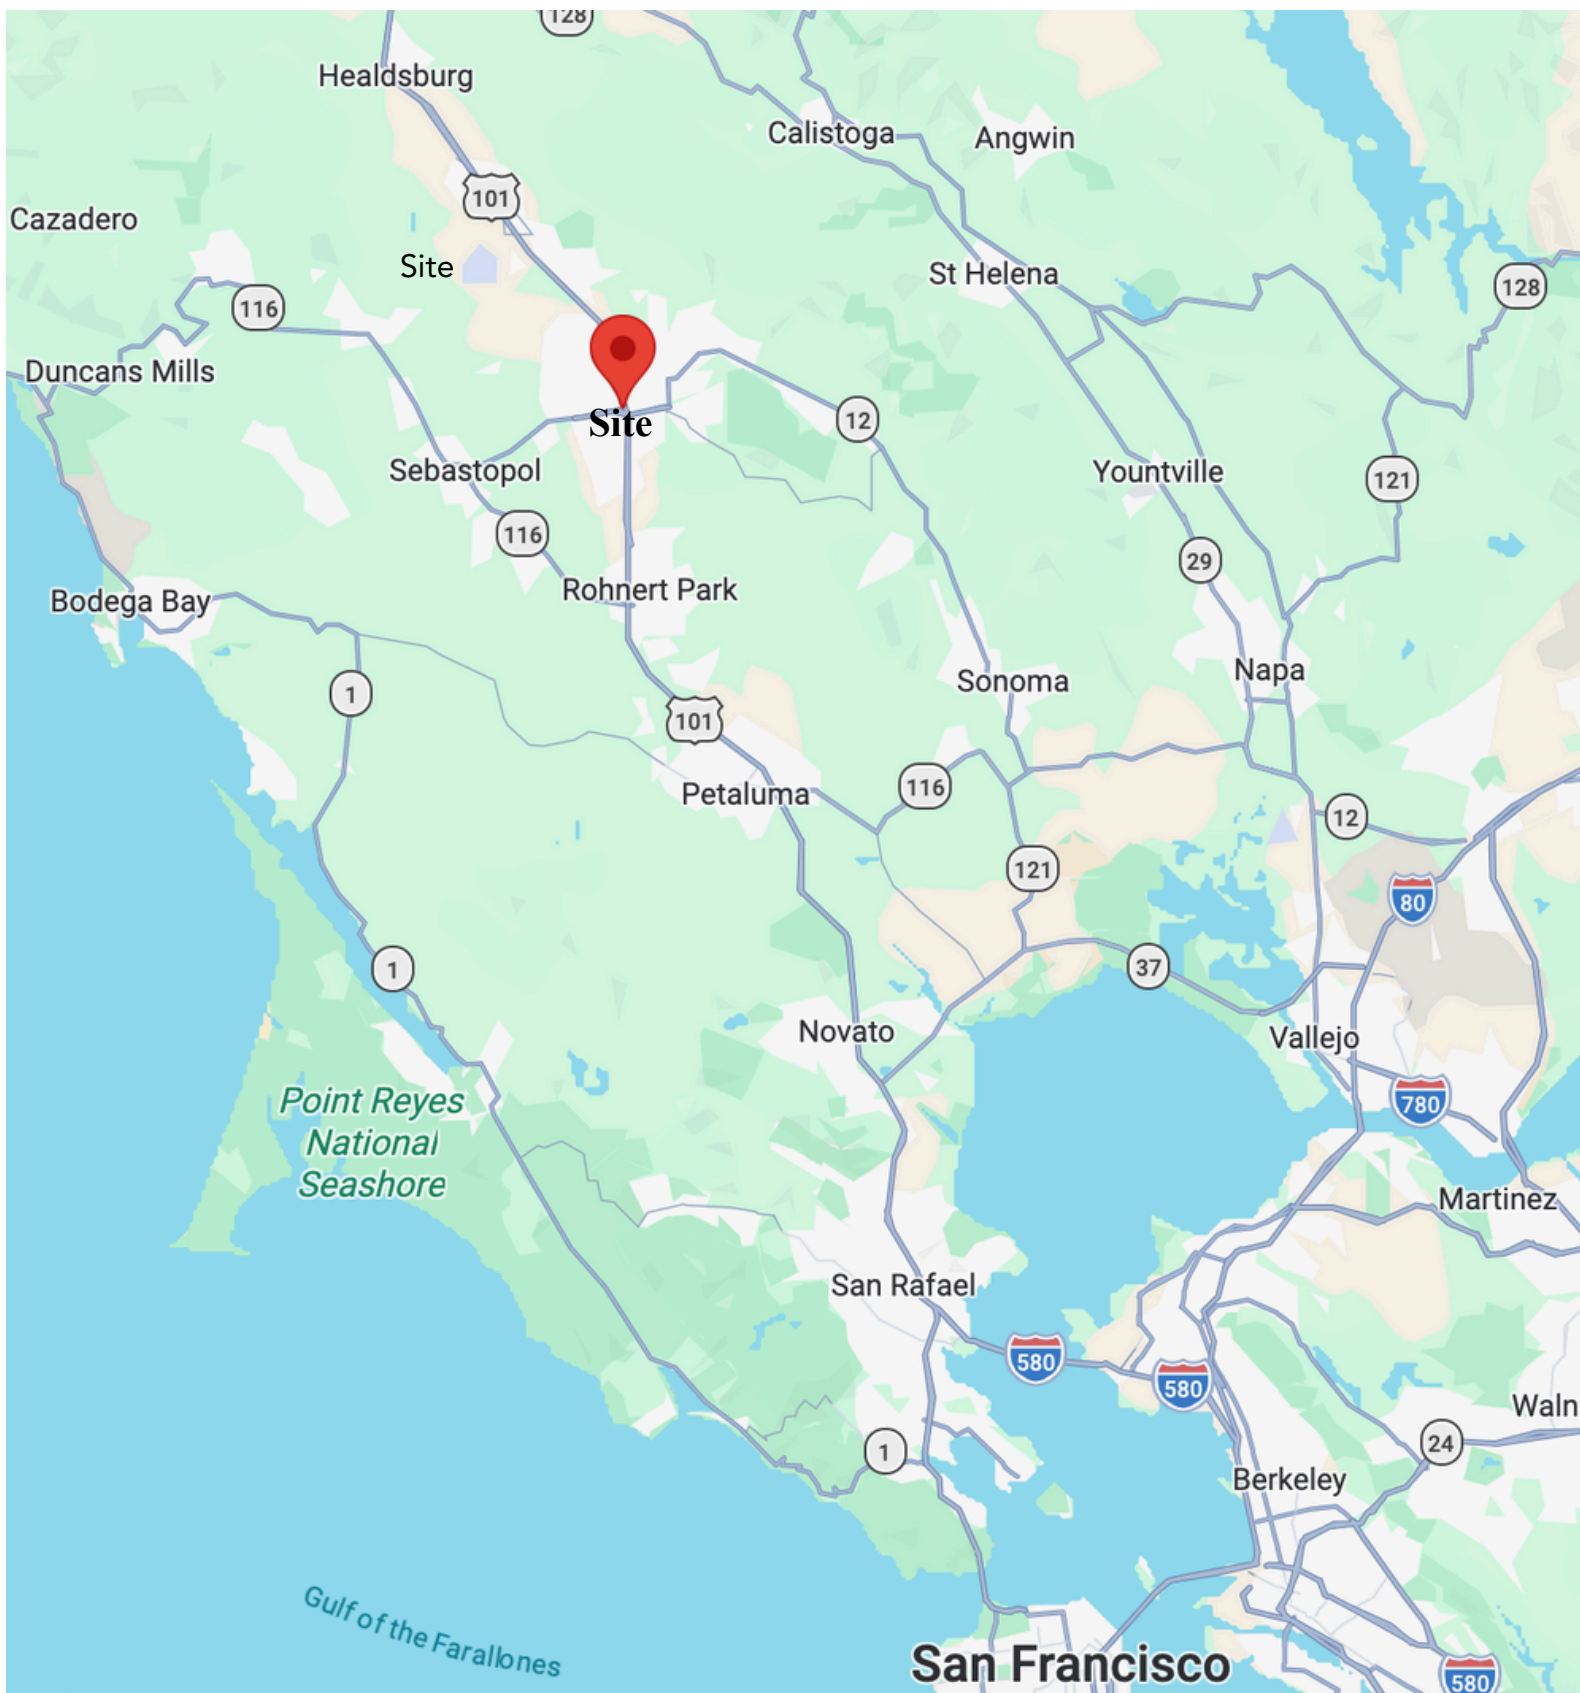 128
Healdsburg
Calistoga
Angwin
101
Cazadero
Site
St Helena
128
116
Duncans Mills
12
Site
Sebastopol
Yountville
121
116
29
Rohnert Park
Bodega Bay
Napa
Sonoma
1
101
116
Petaluma
12
121
80
37
1
Novato
Vallejo
Point Reyes
National
Seashore
780
Martinez
San Rafael
580
580
Waln
24
1
Berkeley
Gulf of the Farallones
San Francisco
580